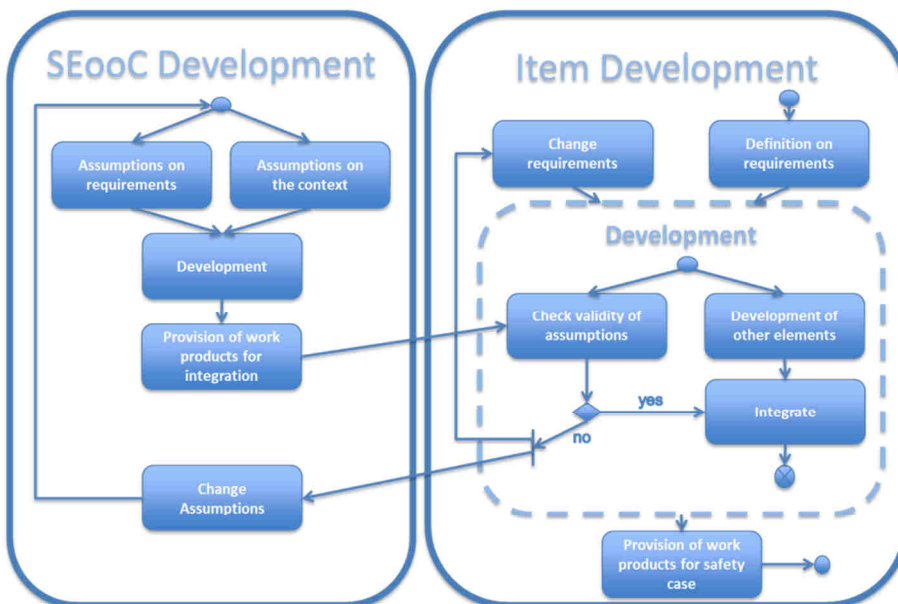 SEooC Development
Assumptions on
requirements
Assumptions on
the context
Development
Provision of work
products for
integration
Change
Assumptions
Item Development
Change
requirements
Definition on
requirements
Development
Check validity of
assumptions
Development of
other elements
yes
no
Integrate
Provision of work
products for safety
case